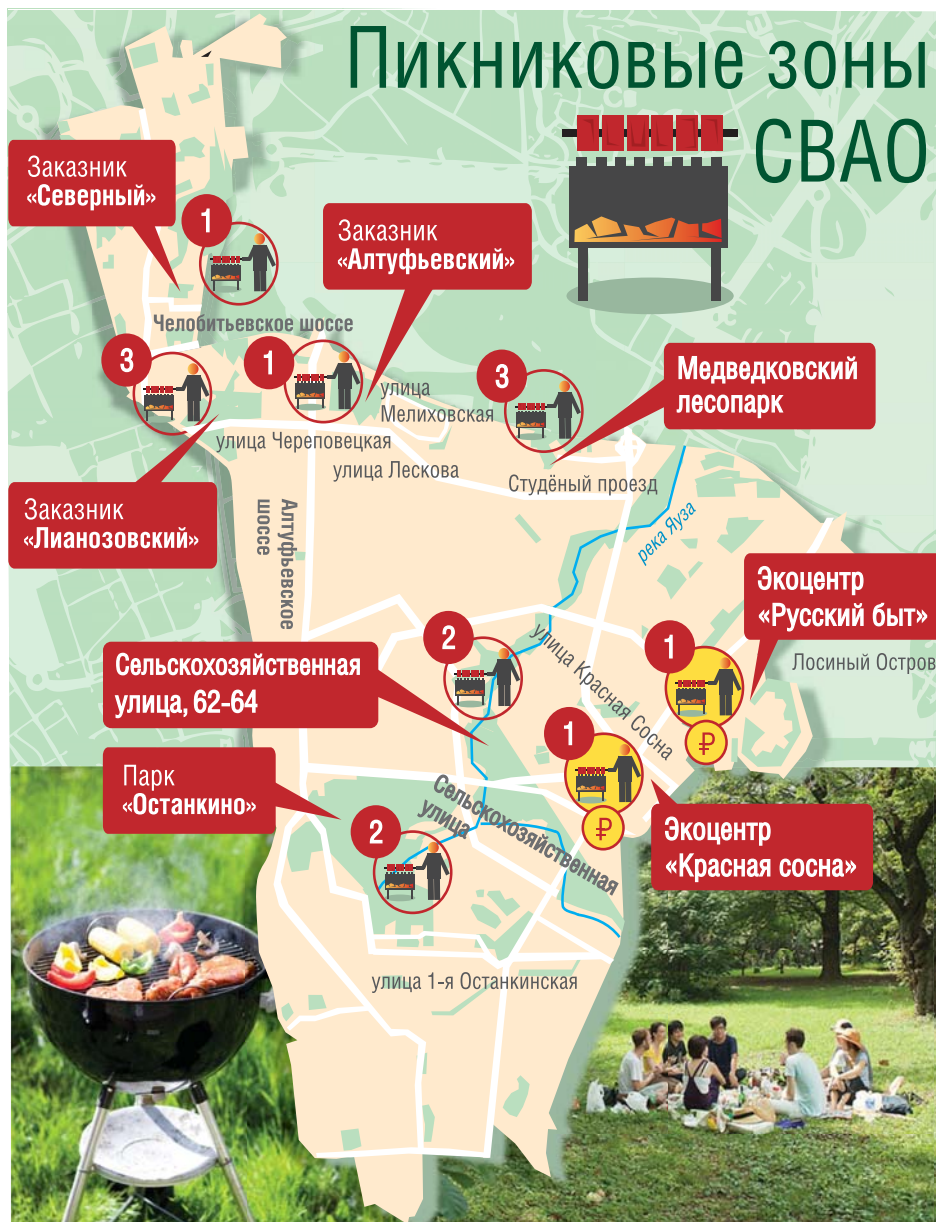 Пикниковые зоны
СВАО
Заказник
«Северный»
1
Заказник
«Алтуфьевский»
Челобитьевское шоссе
3
1
улица
Мелиховская
3
Медведковский
лесопарк
улица Череповецкая
улица Лескова
Студёный проезд
Заказник
«Лианозовский»
Алтуфьевское
шоссе
река Яуза
Экоцентр
«Русский быт»
2
улица Красная Сосна
1
Лосиный Остров
Сельскохозяйственная
улица, 62-64
1
₽
Парк
«Останкино»
Сельскохозяйственная
улица
2
₽
Экоцентр
«Красная сосна»
улица 1-я Останкинская